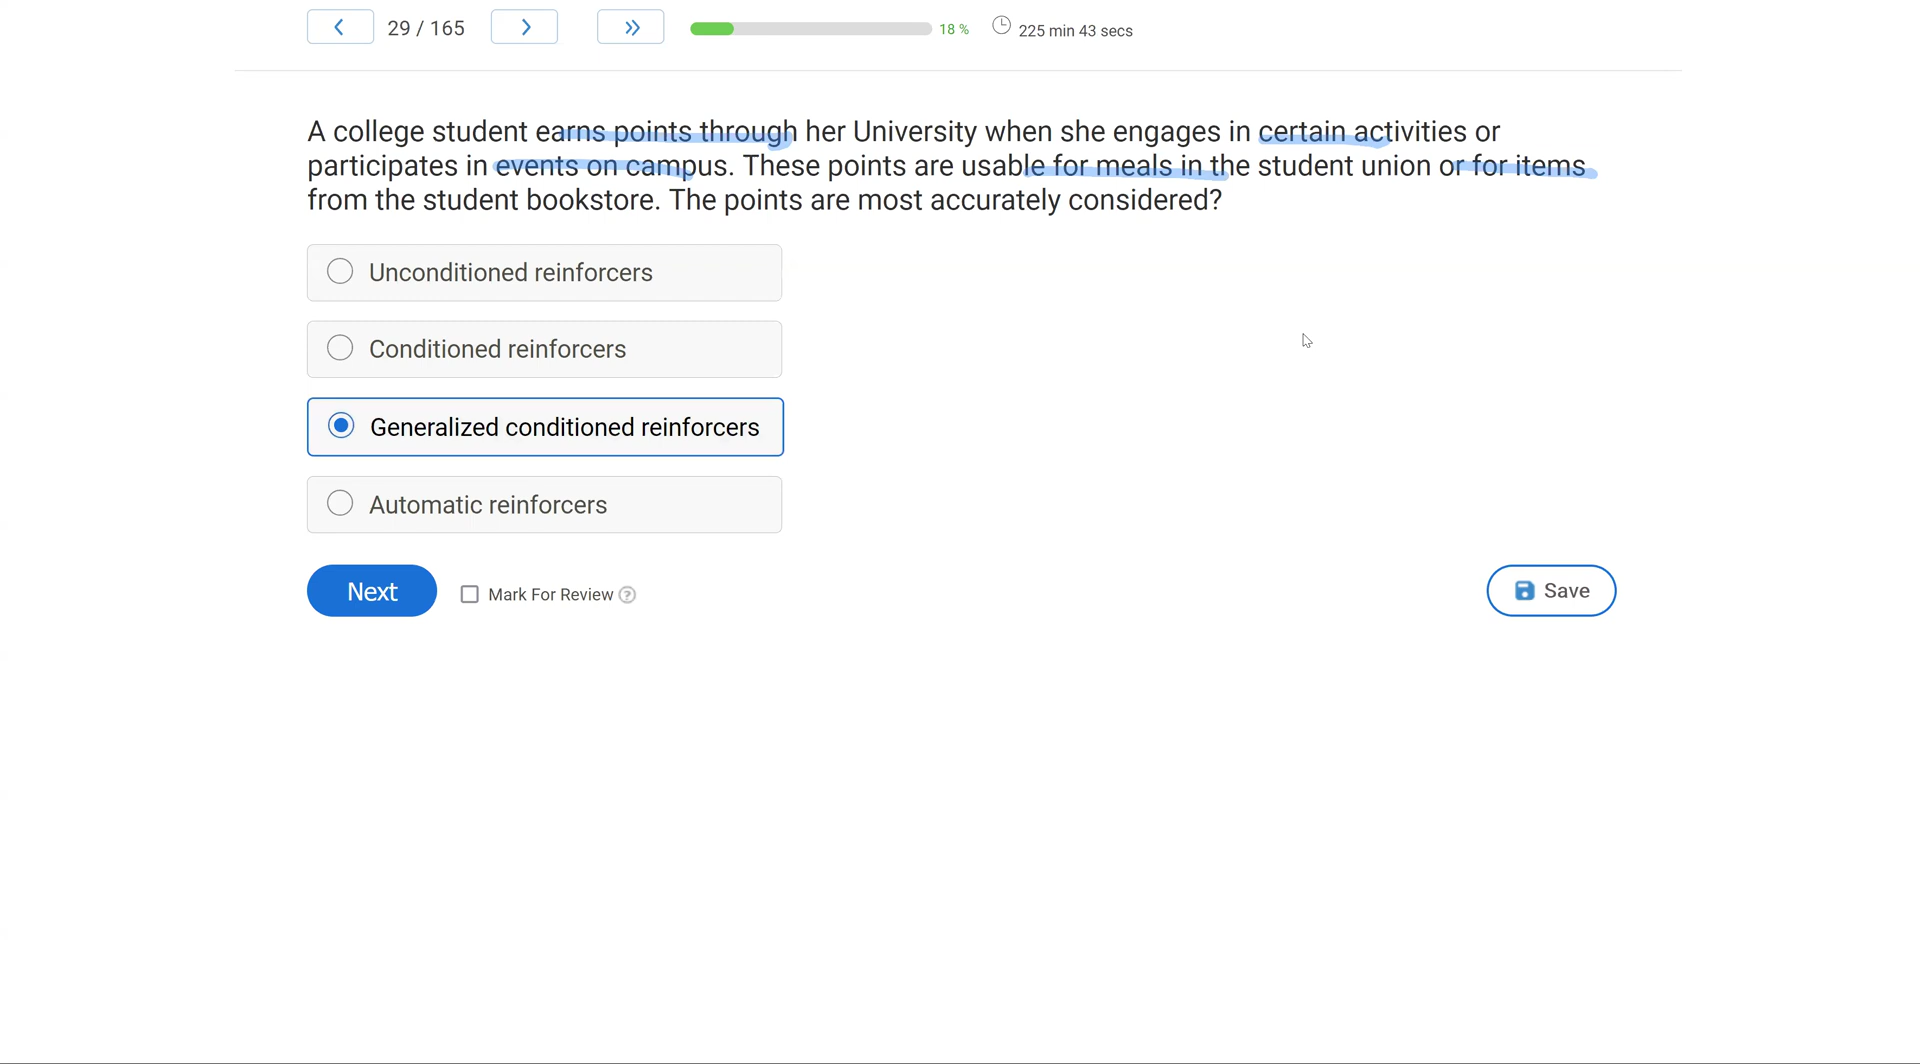 29 / 165
18 %
225 min 43 secs
A college student earns points through her University when she engages in certain activities or
participates in events on campus. These points are usable for meals in the student union or for items
from the student bookstore. The points are most accurately considered?
Unconditioned reinforcers
Conditioned reinforcers
Generalized conditioned reinforcers
Automatic reinforcers
Next
Mark For Review ?
Save